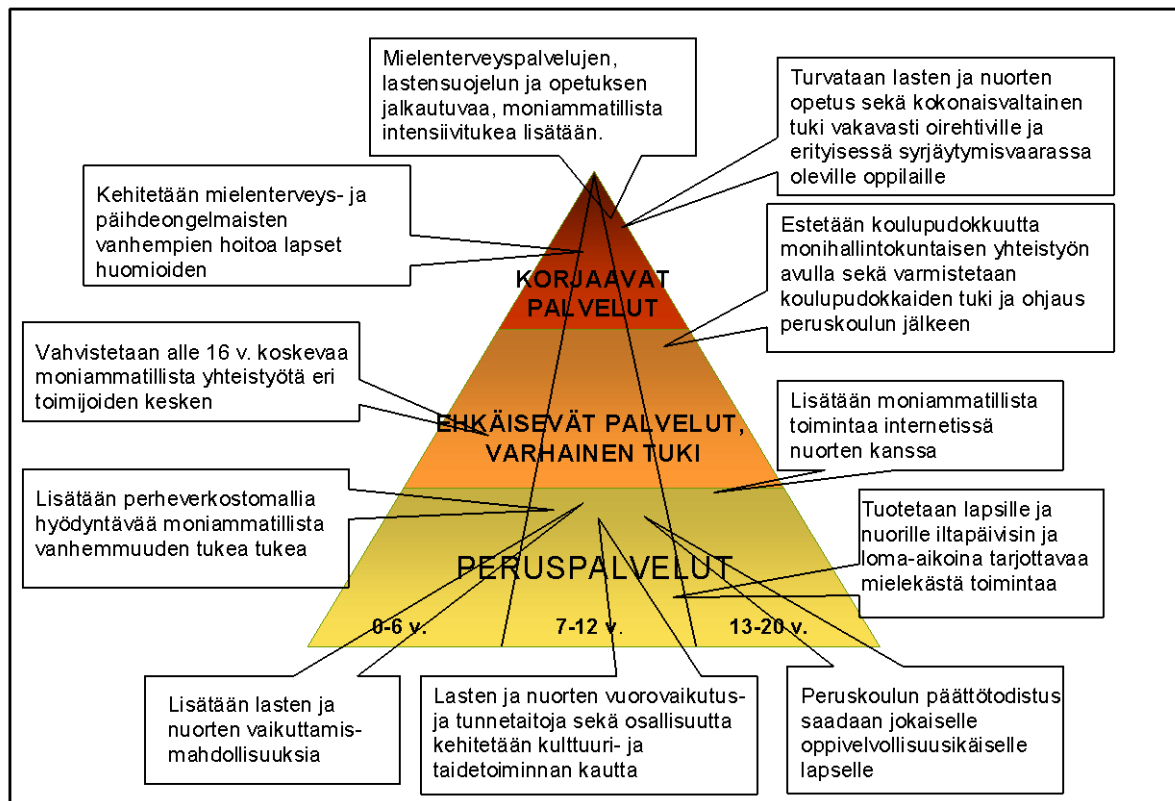 Mielenterveyspalvelujen,
lastensuojelun ja opetuksen
jalkautuvaa, moniammatillista
intensiivitukea lisätään.
Turvataan lasten ja nuorten
opetus sekä kokonaisvaltainen
tuki vakavasti oirehtiville ja
erityisessä syrjäytymisvaarassa
oleville oppilaille
Kehitetään mielenterveys- ja
päihdeongelmaisten
vanhempien hoitoa lapset
huomioiden
Estetään koulupudokkuutta
monihallintokuntaisen yhteistyön
avulla sekä varmistetaan
koulupudokkaiden tuki ja ohjaus
peruskoulun jälkeen
KORJAAVAT
PALVELUT
Vahvistetaan alle 16 v. koskevaa
moniammatillista yhteistyötä eri
toimijoiden kesken
EHKÄISEVÄT PALVELUT,
VARHAINEN TUKI
Lisätään moniammatillista
toimintaa internetissä
nuorten kanssa
Lisätään perheverkostomallia
hyödyntävää moniammatillista
vanhemmuuden tukea tukea
Tuotetaan lapsille ja
nuorille iltapäivisin ja
loma-aikoina tarjottavaa
mielekästä toimintaa
PERUSPALVELUT
0-6 v.
7-12 v.
13-20 v.
Lisätään lasten ja
nuorten vaikuttamis-
mahdollisuuksia
Lasten ja nuorten vuorovaikutus-
ja tunnetaitoja sekä osallisuutta
kehitetään kulttuuri- ja
taidetoiminnan kautta
Peruskoulun päättötodistus
saadaan jokaiselle
oppivelvollisuusikäiselle
lapselle